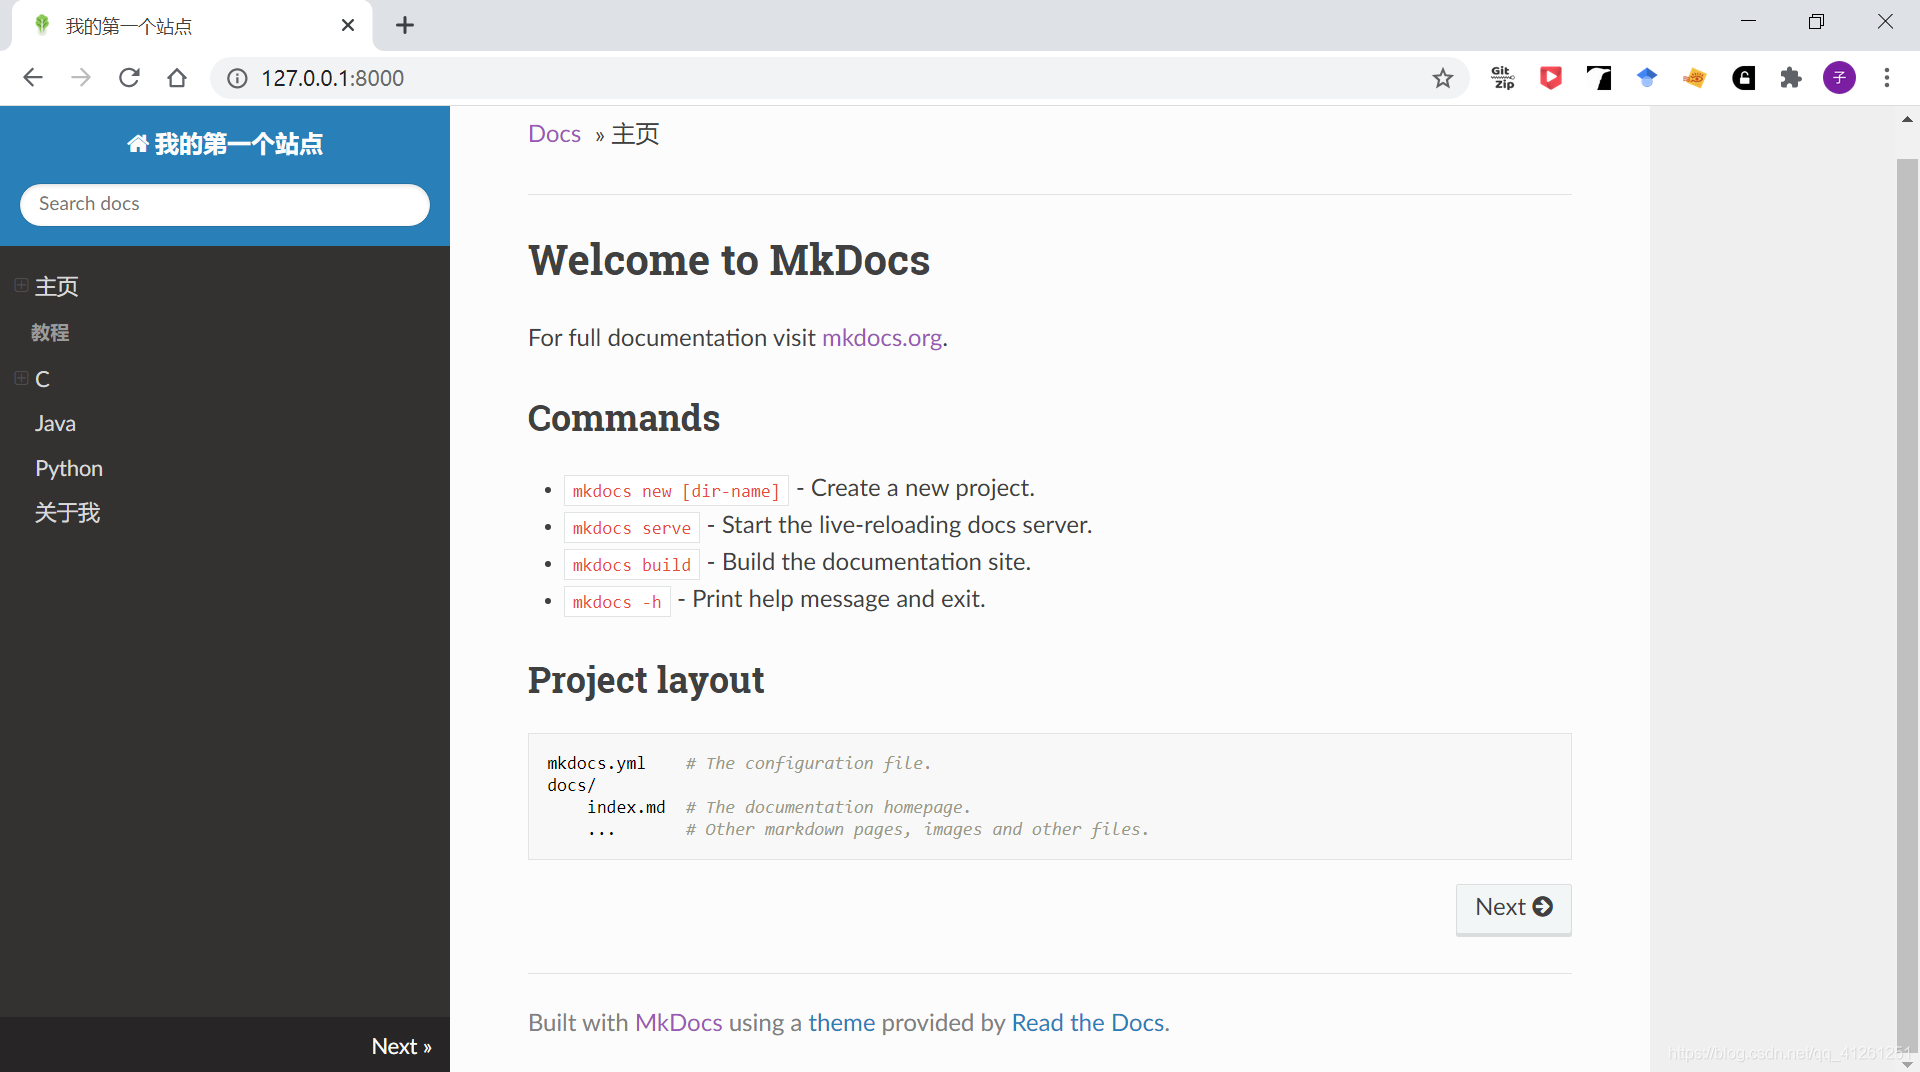 我的第一个站点
127.0.0.1:8000
Git
Zip
子
我的第一个站点
Search docs
主页
教程
C
Java
Python
关于我
Next »
Docs » 主页
Welcome to MkDocs
For full documentation visit mkdocs.org.
Commands
mkdocs new [dir-name] - Create a new project.
mkdocs serve - Start the live-reloading docs server.
mkdocs build - Build the documentation site.
mkdocs -h - Print help message and exit.
Project layout
mkdocs.yml    # The configuration file.
docs/
    index.md  # The documentation homepage.
    ...       # Other markdown pages, images and other files.
Next
Built with MkDocs using a theme provided by Read the Docs.
https://blog.csdn.net/qq_41261251